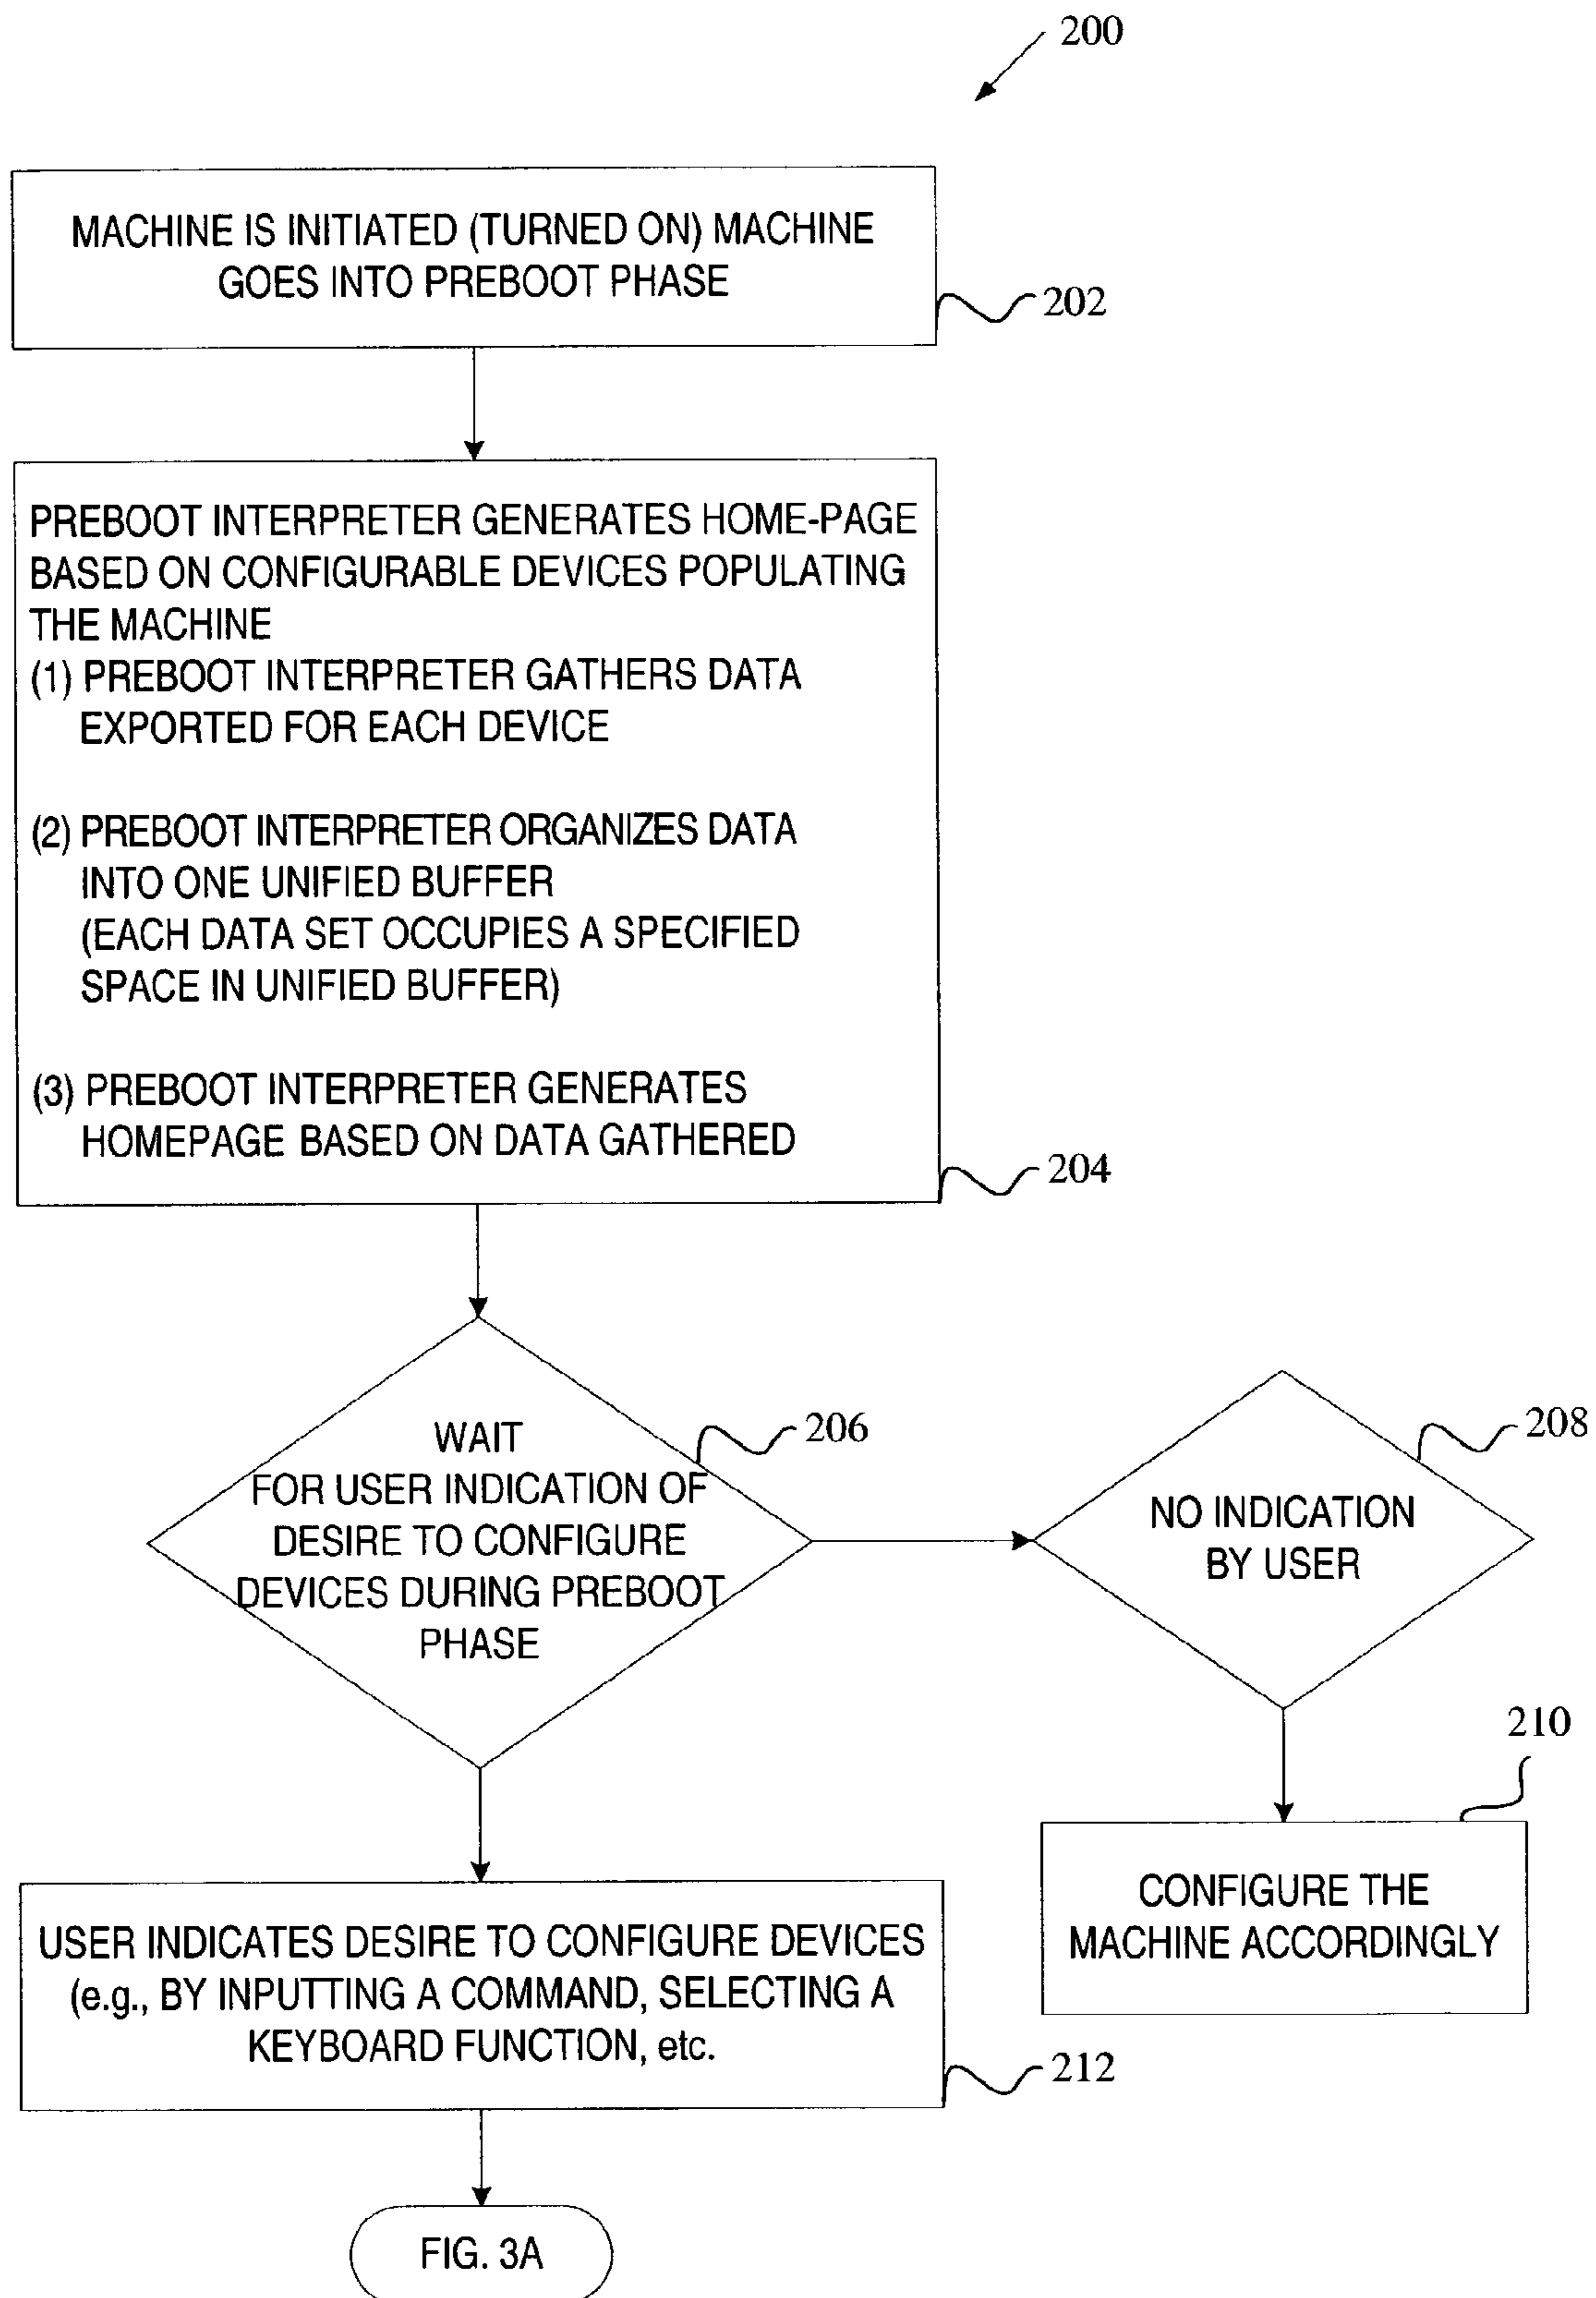 200
MACHINE IS INITIATED (TURNED ON) MACHINE
GOES INTO PREBOOT PHASE
202
PREBOOT INTERPRETER GENERATES HOME-PAGE
BASED ON CONFIGURABLE DEVICES POPULATING
THE MACHINE
(1) PREBOOT INTERPRETER GATHERS DATA
EXPORTED FOR EACH DEVICE
(2) PREBOOT INTERPRETER ORGANIZES DATA
INTO ONE UNIFIED BUFFER
(EACH DATA SET OCCUPIES A SPECIFIED
SPACE IN UNIFIED BUFFER)
(3) PREBOOT INTERPRETER GENERATES
HOMEPAGE BASED ON DATA GATHERED
204
WAIT
FOR USER INDICATION OF
DESIRE TO CONFIGURE
DEVICES DURING PREBOOT
PHASE
206
NO INDICATION
BY USER
208
210
CONFIGURE THE
MACHINE ACCORDINGLY
USER INDICATES DESIRE TO CONFIGURE DEVICES
(e.g., BY INPUTTING A COMMAND, SELECTING A
KEYBOARD FUNCTION, etc.
212
FIG. 3A